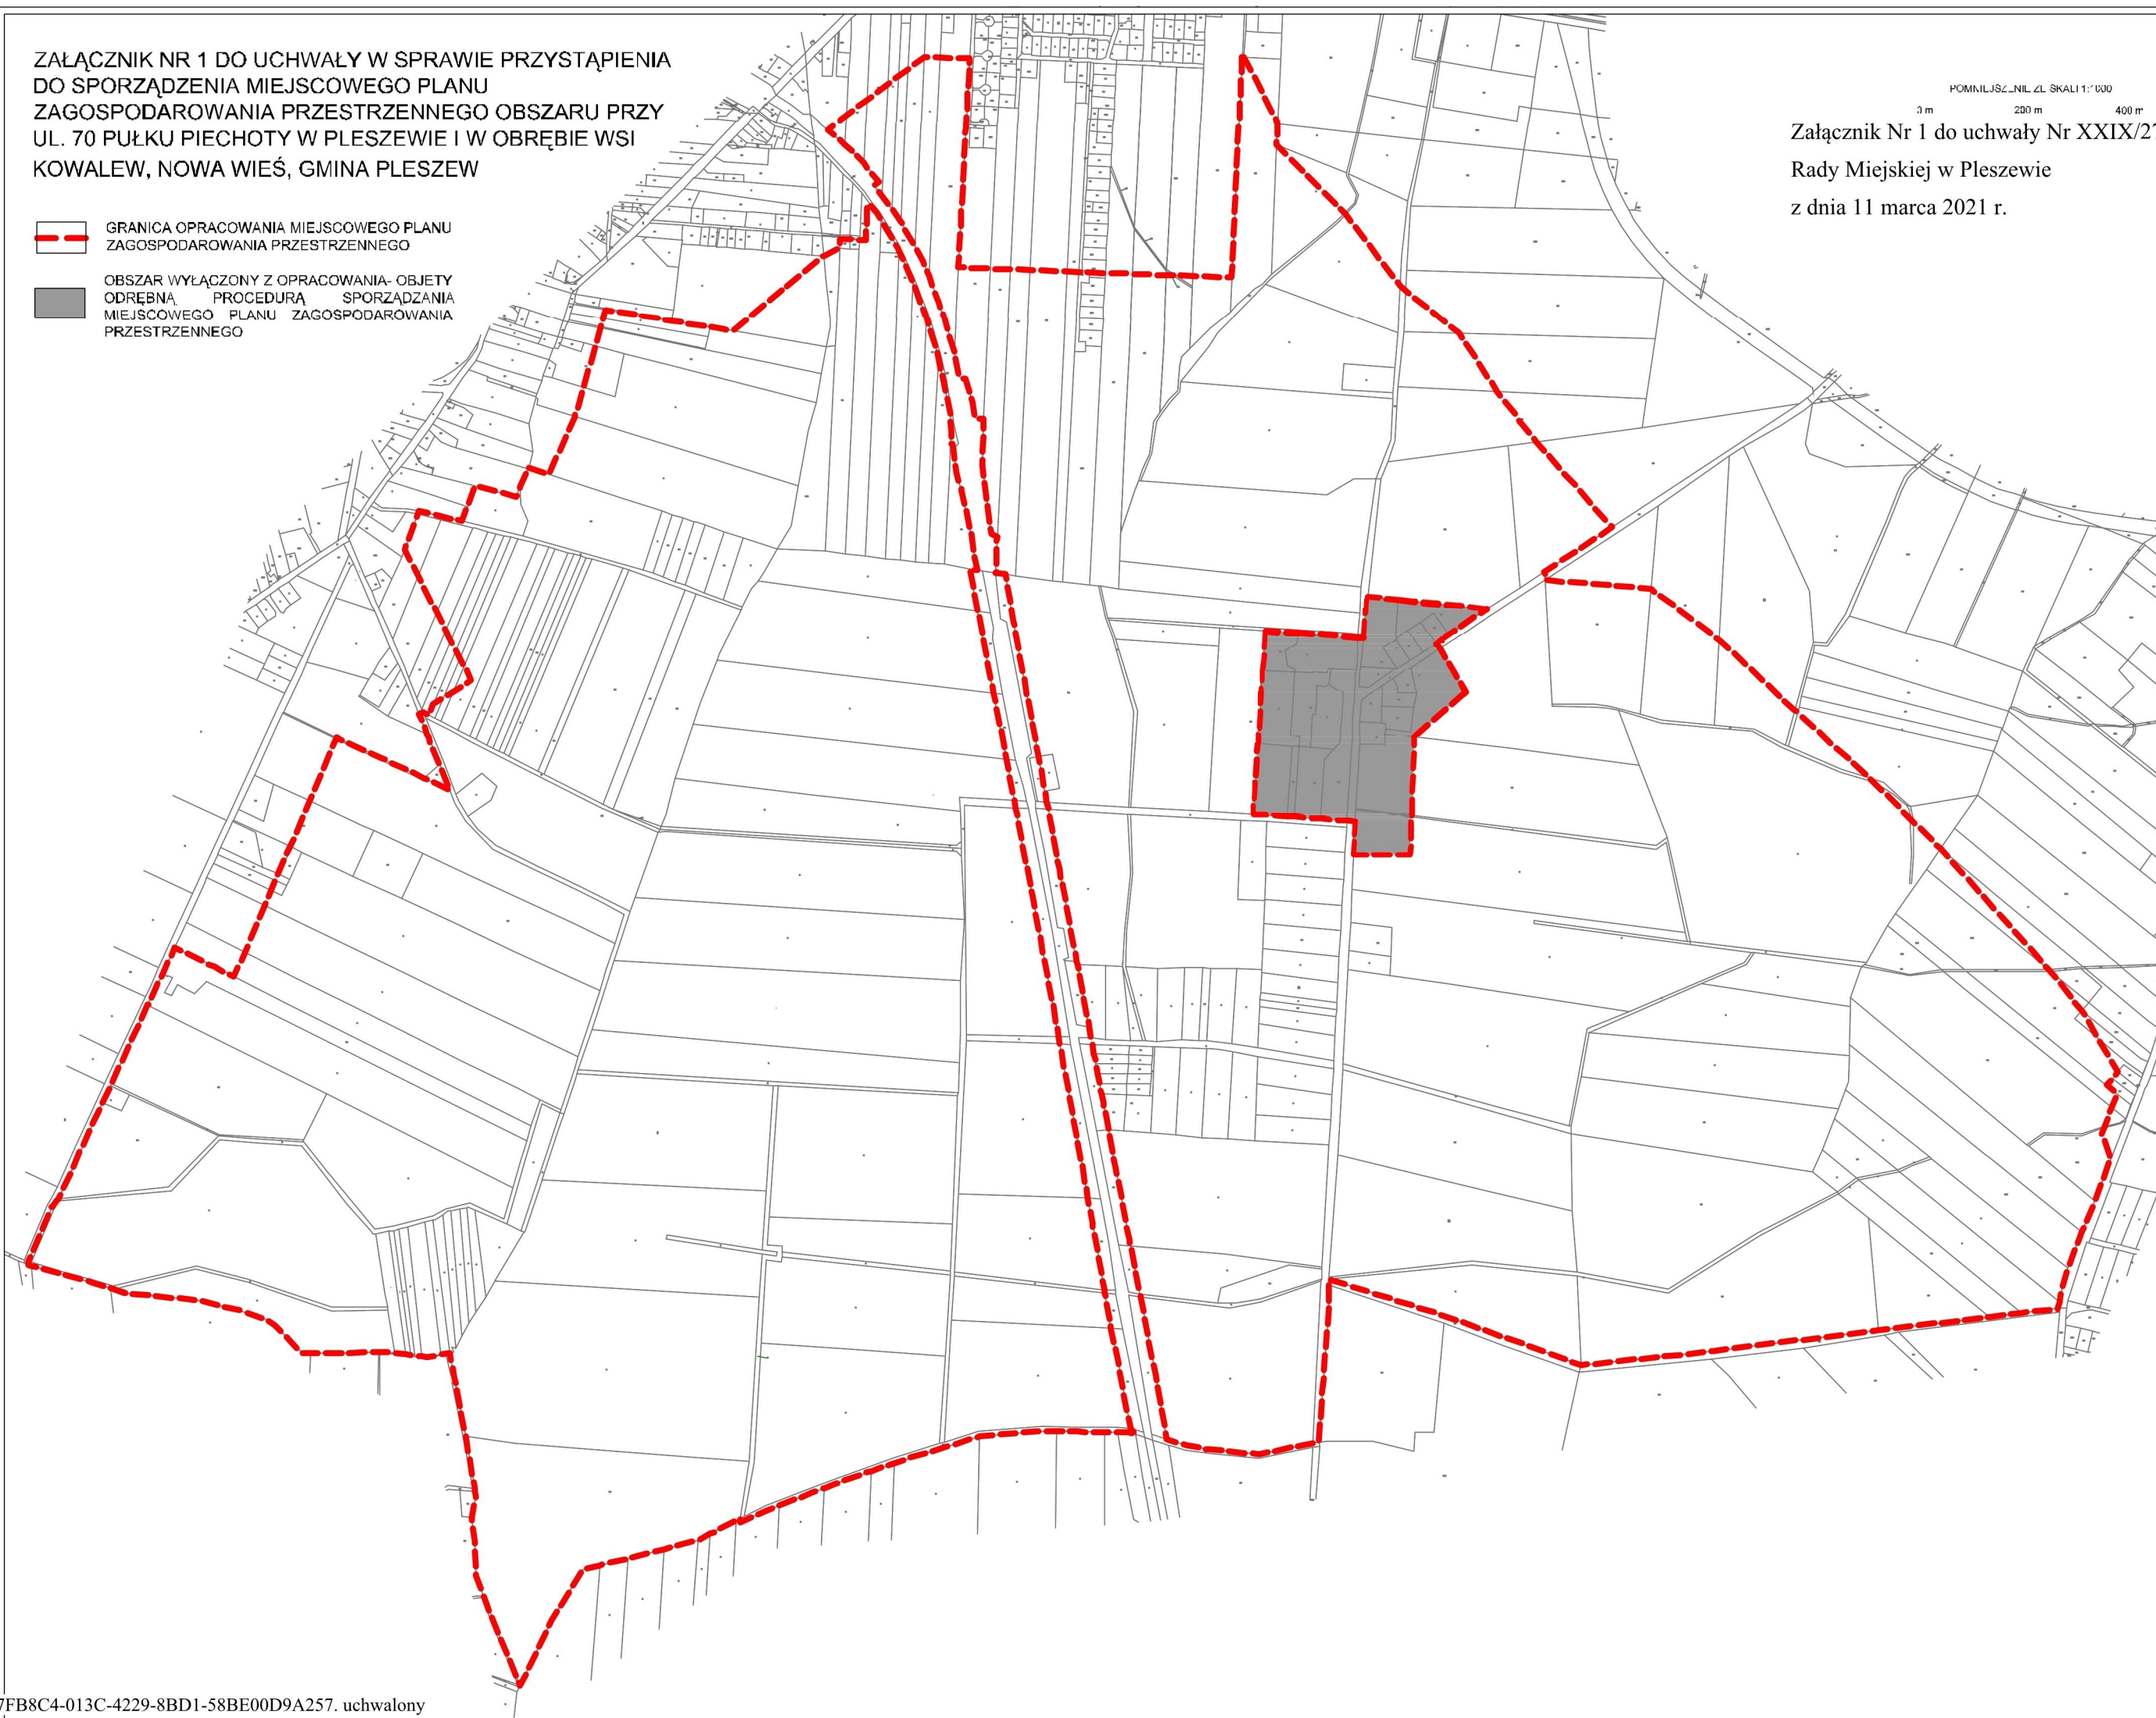 ZAŁĄCZNIK NR 1 DO UCHWAŁY W SPRAWIE PRZYSTĄPIENIA
DO SPORZĄDZENIA MIEJSCOWEGO PLANU
ZAGOSPODAROWANIA PRZESTRZENNEGO OBSZARU PRZY
UL. 70 PUŁKU PIECHOTY W PLESZEWIE I W OBRĘBIE WSI
KOWALEW, NOWA WIEŚ, GMINA PLESZEW
GRANICA OPRACOWANIA MIEJSCOWEGO PLANU
ZAGOSPODAROWANIA PRZESTRZENNEGO
OBSZAR WYŁĄCZONY Z OPRACOWANIA- OBJETY
ODRĘBNĄ PROCEDURĄ SPORZĄDZANIA
MIEJSCOWEGO PLANU ZAGOSPODAROWANIA
PRZESTRZENNEGO
0 m 200 m 400 m
Załącznik Nr 1 do uchwały Nr XXIX/2
Rady Miejskiej w Pleszewie
z dnia 11 marca 2021 r.
7FB8C4-013C-4229-8BD1-58BE00D9A257. uchwalony